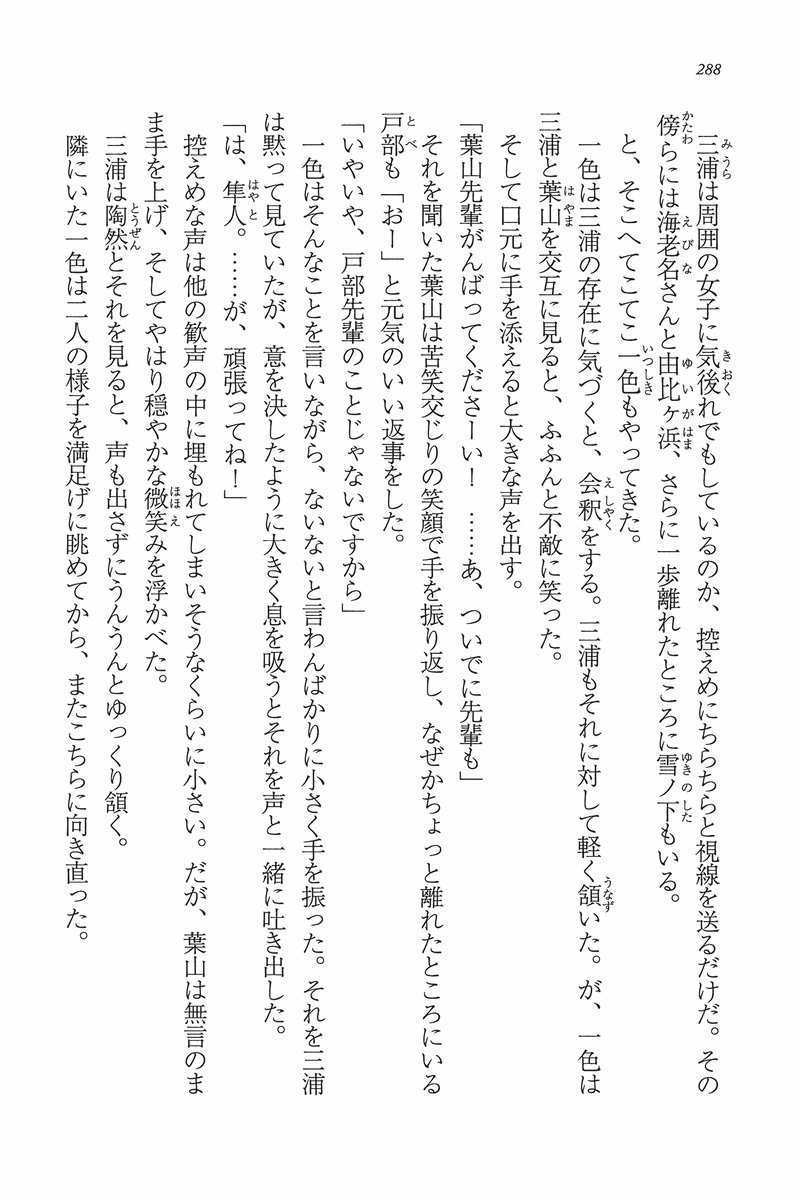 288
三浦は周囲の女子に気後れでもしているのか、控えめにちらちらと視線を送るだけだ。その
傍らには海老名さんと由比ヶ浜、さらに一歩離れたところに雪ノ下もいる。
と、そこへてこてこ一色もやってきた。
一色は三浦の存在に気づくと、会釈をする。三浦もそれに対して軽く頷いた。が、一色は
三浦と葉山を交互に見ると、ふふんと不敵に笑った。
そして口元に手を添えると大きな声を出す。
「葉山先輩がんばってくださーい！　……あ、ついでに先輩も」
それを聞いた葉山は苦笑交じりの笑顔で手を振り返し、なぜかちょっと離れたところにいる
戸部も「おー」と元気のいい返事をした。
「いやいや、戸部先輩のことじゃないですから」
一色はそんなことを言いながら、ないないと言わんばかりに小さく手を振った。それを三浦
は黙って見ていたが、意を決したように大きく息を吸うとそれを声と一緒に吐き出した。
「は、隼人。……が、頑張ってね！」
控えめな声は他の歓声の中に埋もれてしまいそうなくらいに小さい。だが、葉山は無言のま
ま手を上げ、そしてやはり穏やかな微笑みを浮かべた。
三浦は陶然とそれを見ると、声も出さずにうんうんとゆっくり頷く。
隣にいた一色は二人の様子を満足げに眺めてから、またこちらに向き直った。